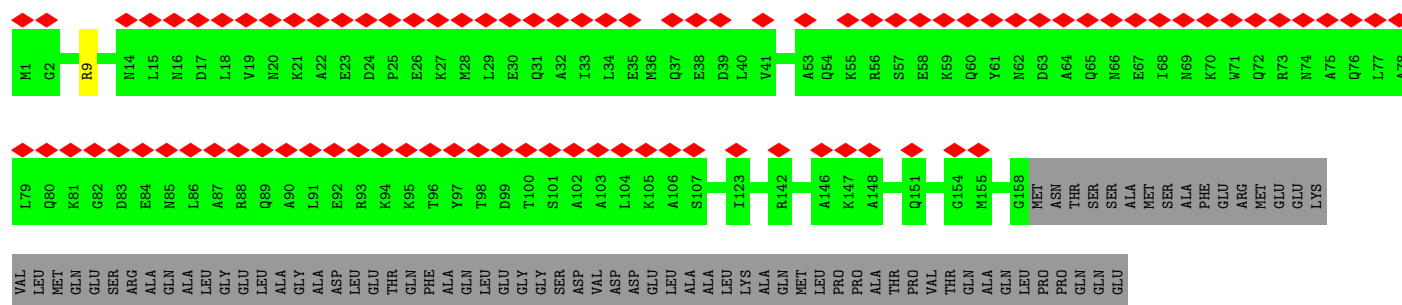 M1 G2 R9 N14 L15 N16 D17 L18 V19 N20 K21 A22 E23 D24 P25 E26 K27 M28 L29 E30 Q31 A32 I33 L34 E35 M36 Q37 E38 D39 L40 V41 A53 Q54 K55 R56 S57 E58 K59 Q60 Y61 N62 D63 A64 Q65 N66 E67 I68 N69 K70 W71 Q72 R73 N74 A75 Q76 L77 A78
L79 Q80 K81 G82 D83 E84 N85 L86 A87 R88 Q89 A90 L91 E92 R93 K94 K95 T96 Y97 T98 D99 T100 S101 A102 A103 L104 K105 A106 S107 I123 R142 A146 K147 A148 Q151 G154 M155 G158 MET ASN THR SER SER ALA MET SER ALA PHE GLU ARG MET GLU GLU LYS
VAL LEU MET GLN GLU SER ARG ALA GLN ALA LEU GLY GLU LEU ALA GLY ALA ASP LEU GLU THR GLN PHE ALA GLN LEU GLU GLY GLY SER ASP VAL ASP ASP GLU LEU ALA ALA LEU LYS ALA GLN MET LEU PRO PRO ALA THR PRO VAL THR GLN ALA GLN LEU PRO PRO GLN GLN GLU